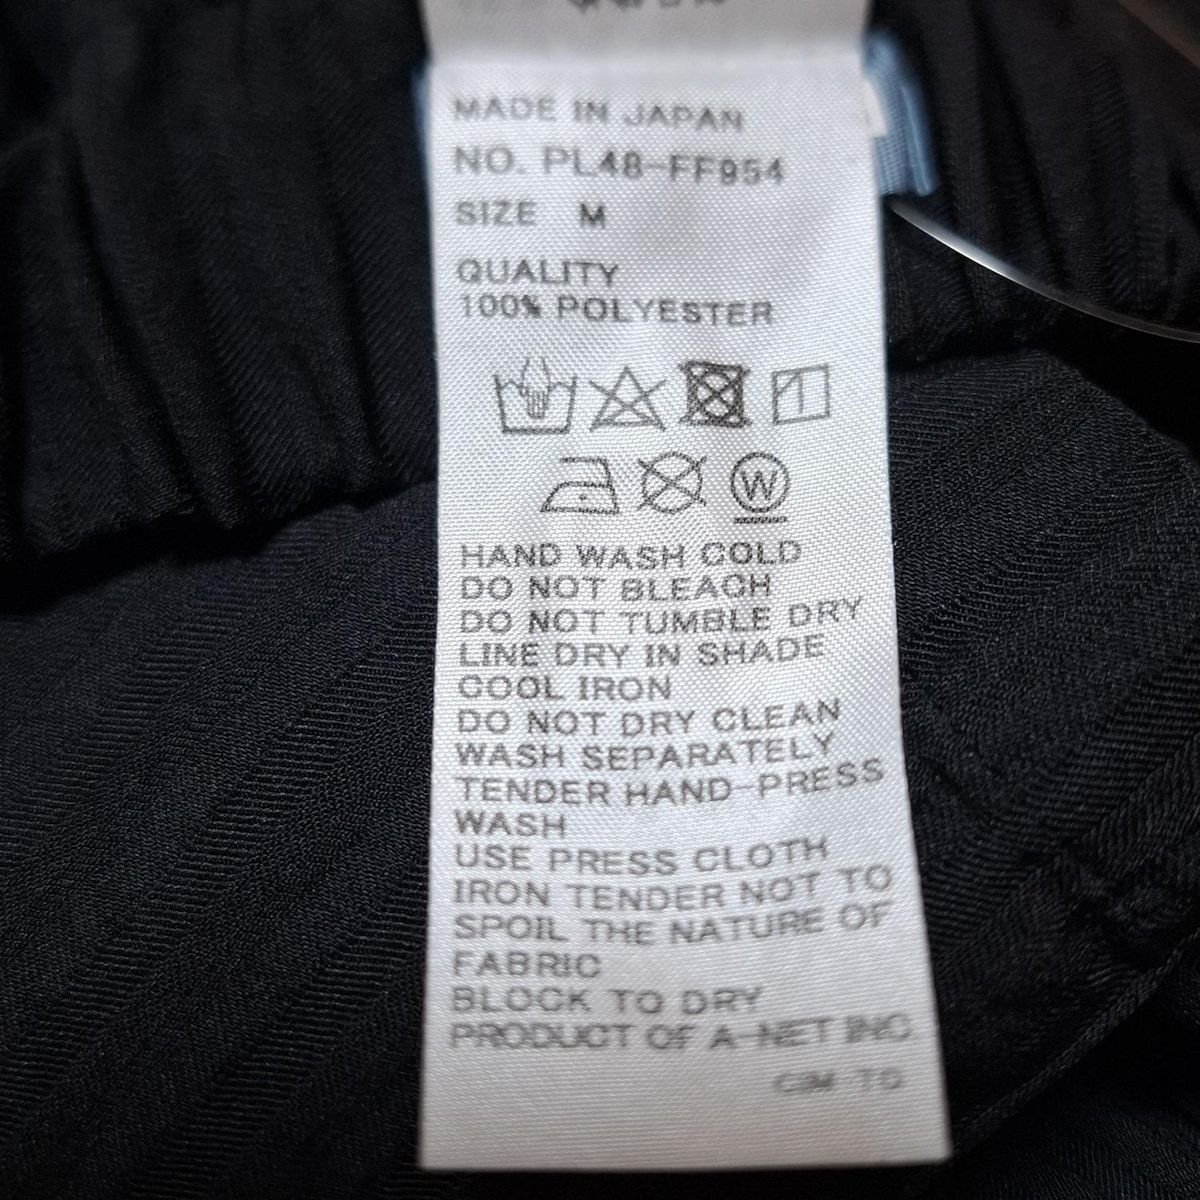 MADE IN JAPAN
NO. PL48-FF954
SIZE M
QUALITY
100% POLYESTER
W
HAND WASH COLD
DO NOT BLEACH
DO NOT TUMBLE DRY
LINE DRY IN SHADE
COOL IRON
DO NOT DRY CLEAN
WASH SEPARATELY
TENDER HAND-PRESS
WASH
USE PRESS CLOTH
IRON TENDER NOT TO
SPOIL THE NATURE OF
FABRIC
BLOCK TO DRY
PRODUCT OF A-NET INC.